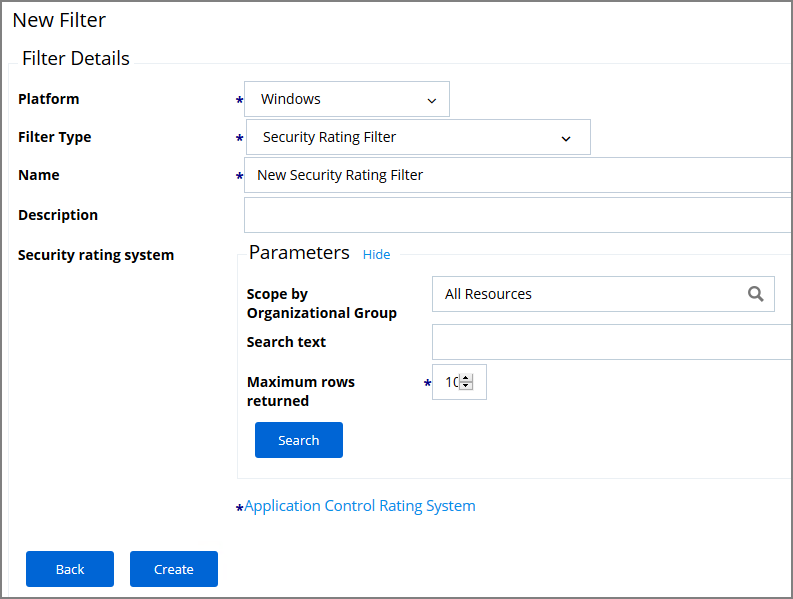 New Filter
Filter Details
Platform * Windows
Filter Type * Security Rating Filter
Name * New Security Rating Filter
Description
Security rating system
Parameters Hide
Scope by
Organizational Group
All Resources
Search text
Maximum rows
returned
*
Search
*Application Control Rating System
Back Create